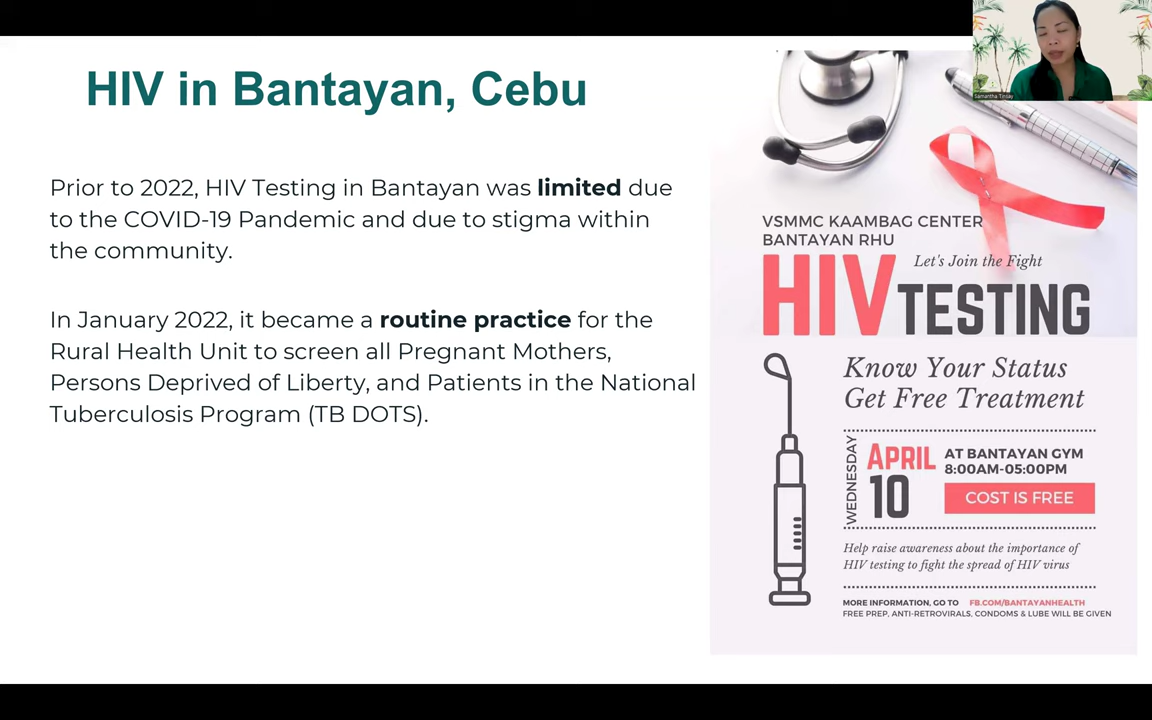 HIV in Bantayan, Cebu
Prior to 2022, HIV Testing in Bantayan was limited due
to the COVID-19 Pandemic and due to stigma within
the community.
In January 2022, it became a routine practice for the
Rural Health Unit to screen all Pregnant Mothers,
Persons Deprived of Liberty, and Patients in the National
Tuberculosis Program (TB DOTS).
Samantha Tinsay
VSMMC KAAMBAG CENTER
BANTAYAN RHU
Let's Join the Fight
HIV TESTING
Know Your Status
Get Free Treatment
WEDNESDAY
APRIL
10
AT BANTAYAN GYM
8:00AM-05:00PM
COST IS FREE
Help raise awareness about the importance of
HIV testing to fight the spread of HIV virus
MORE INFORMATION, GO TO FB.COM/BANTAYANHEALTH
FREE PREP, ANTI-RETROVIRALS, CONDOMS & LUBE WILL BE GIVEN